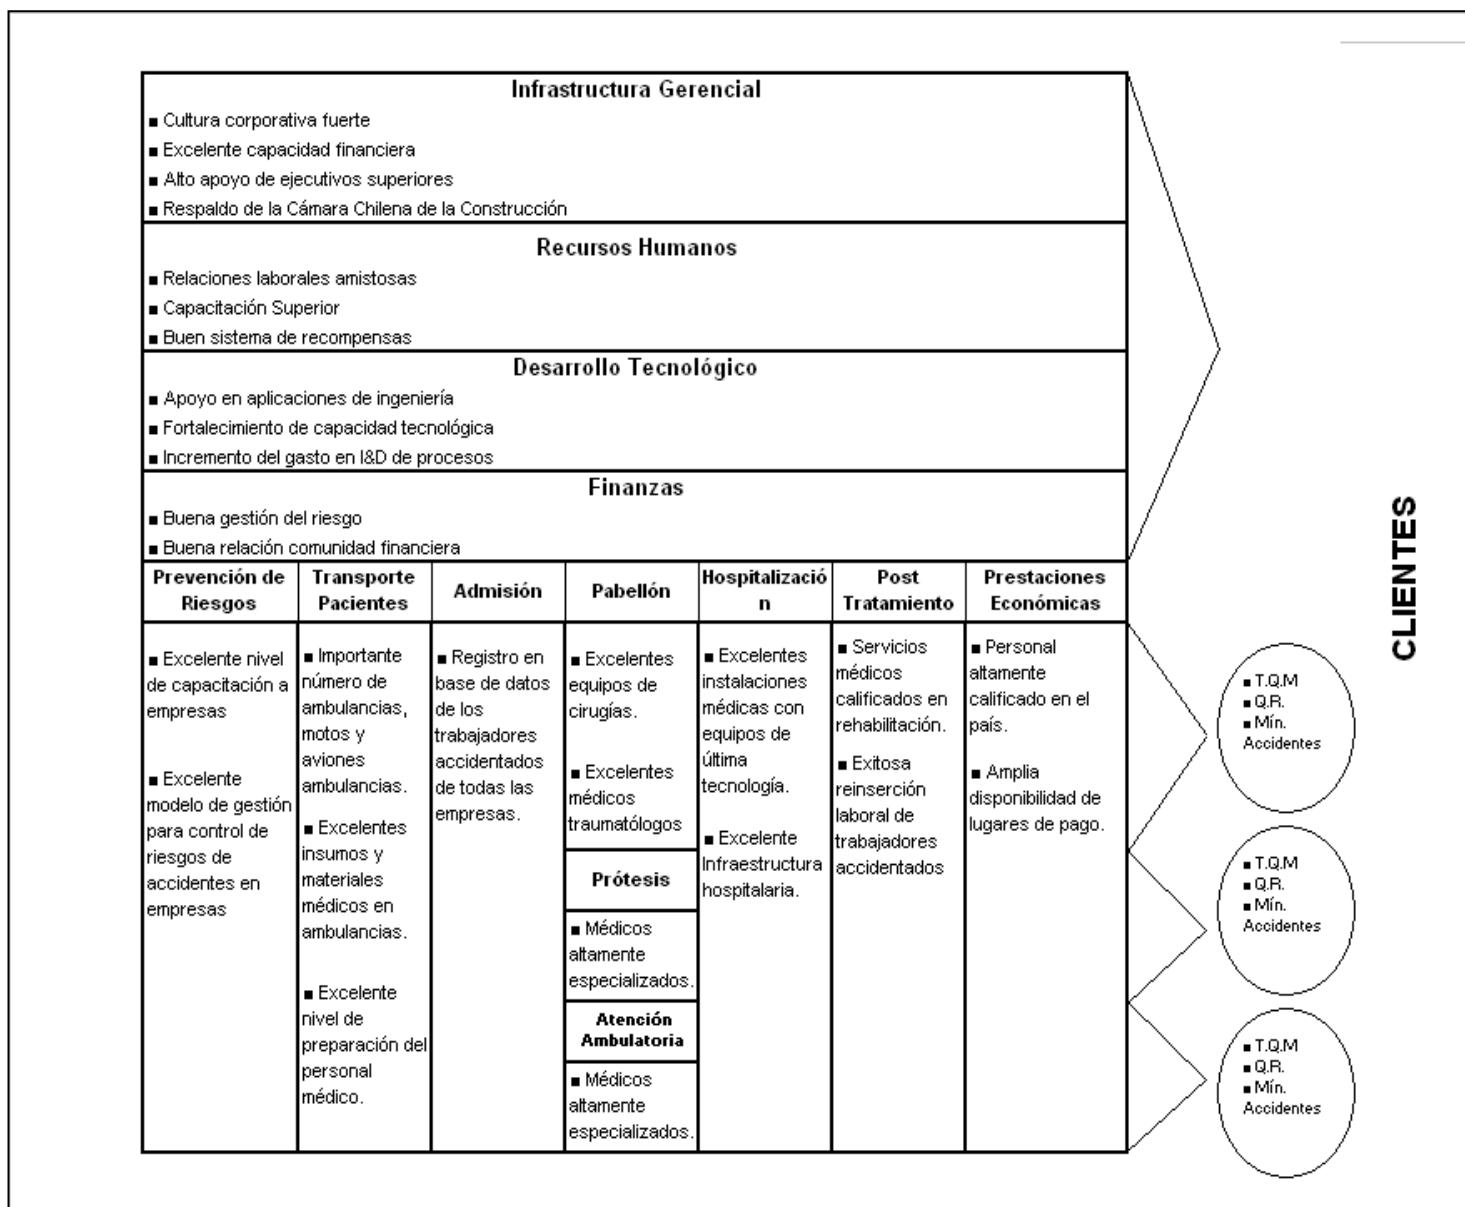 Infrastructura Gerencial
■ Cultura corporativa fuerte
■ Excelente capacidad financiera
■ Alto apoyo de ejecutivos superiores
■ Respaldo de la Cámara Chilena de la Construcción
Recursos Humanos
■ Relaciones laborales amistosas
■ Capacitación Superior
■ Buen sistema de recompensas
Desarrollo Tecnológico
■ Apoyo en aplicaciones de ingeniería
■ Fortalecimiento de capacidad tecnológica
■ Incremento del gasto en I&D de procesos
Finanzas
■ Buena gestión del riesgo
■ Buena relación comunidad financiera
Prevención de
Riesgos
■ Excelente nivel
de capacitación a
empresas
■ Excelente
modelo de gestión
para control de
riesgos de
accidentes en
empresas
Transporte
Pacientes
■ Importante
número de
ambulancias,
motos y
aviones
ambulancias.
■ Excelentes
insumos y
materiales
médicos en
ambulancias.
■ Excelente
nivel de
preparación del
personal
médico.
Admisión
■ Registro en
base de datos
de los
trabajadores
accidentados
de todas las
empresas.
Pabellón
■ Excelentes
equipos de
cirugías.
■ Excelentes
médicos
traumatólogos
Prótesis
■ Médicos
altamente
especializados.
Atención
Ambulatoria
■ Médicos
altamente
especializados.
Hospitalizació
n
■ Excelentes
instalaciones
médicas con
equipos de
última
tecnología.
■ Excelente
Infraestructura
hospitalaria.
Post
Tratamiento
■ Servicios
médicos
calificados en
rehabilitación.
■ Exitosa
reinserción
laboral de
trabajadores
accidentados
Prestaciones
Económicas
■ Personal
altamente
calificado en el
país.
■ Amplia
disponibilidad de
lugares de pago.
■ T.Q.M
■ Q.R.
■ Mín.
Accidentes
■ T.Q.M
■ Q.R.
■ Mín.
Accidentes
■ T.Q.M
■ Q.R.
■ Mín.
Accidentes
CLIENTES